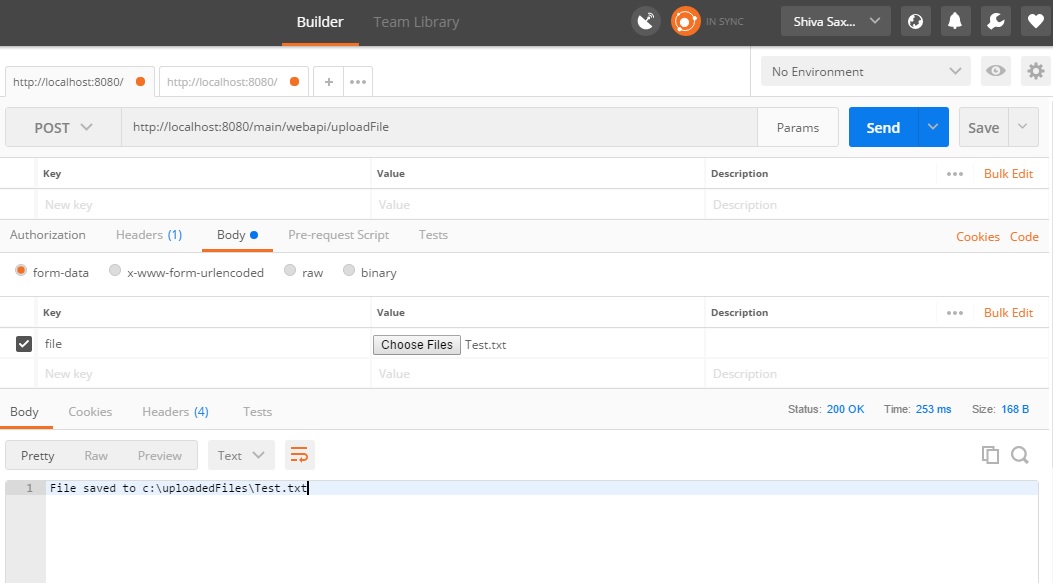 Builder Team Library IN SYNC Shiva Sax...
http://localhost:8080/ http://localhost:8080/ + ••• No Environment
POST http://localhost:8080/main/webapi/uploadFile Params Send Save
Key Value Description ••• Bulk Edit
New key Value Description
Authorization Headers (1) Body Pre-request Script Tests Cookies Code
form-data x-www-form-urlencoded raw binary
Key Value Description ••• Bulk Edit
file Choose Files Test.txt
New key Value Description
Body Cookies Headers (4) Tests Status: 200 OK Time: 253 ms Size: 168 B
Pretty Raw Preview Text
1 File saved to c:\uploadedFiles\Test.txt